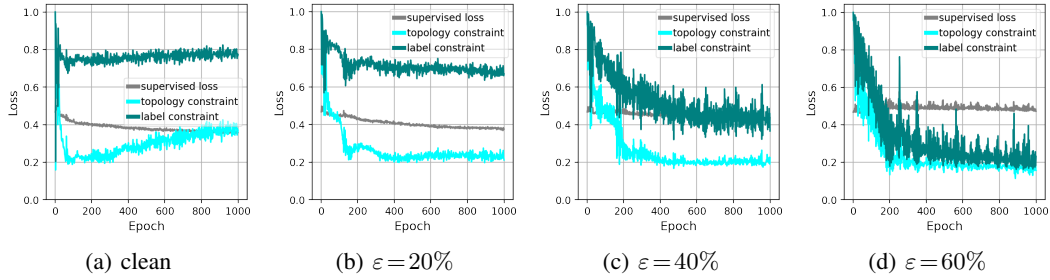 1.0
0.8
0.6
0.4
0.2
0.0
Loss
supervised loss
topology constraint
label constraint
0 200 400 600 800 1000
Epoch
(a) clean
1.0
0.8
0.6
0.4
0.2
0.0
Loss
supervised loss
topology constraint
label constraint
0 200 400 600 800 1000
Epoch
(b) ε=20%
1.0
0.8
0.6
0.4
0.2
0.0
Loss
supervised loss
topology constraint
label constraint
0 200 400 600 800 1000
Epoch
(c) ε=40%
1.0
0.8
0.6
0.4
0.2
0.0
Loss
supervised loss
topology constraint
label constraint
0 200 400 600 800 1000
Epoch
(d) ε=60%